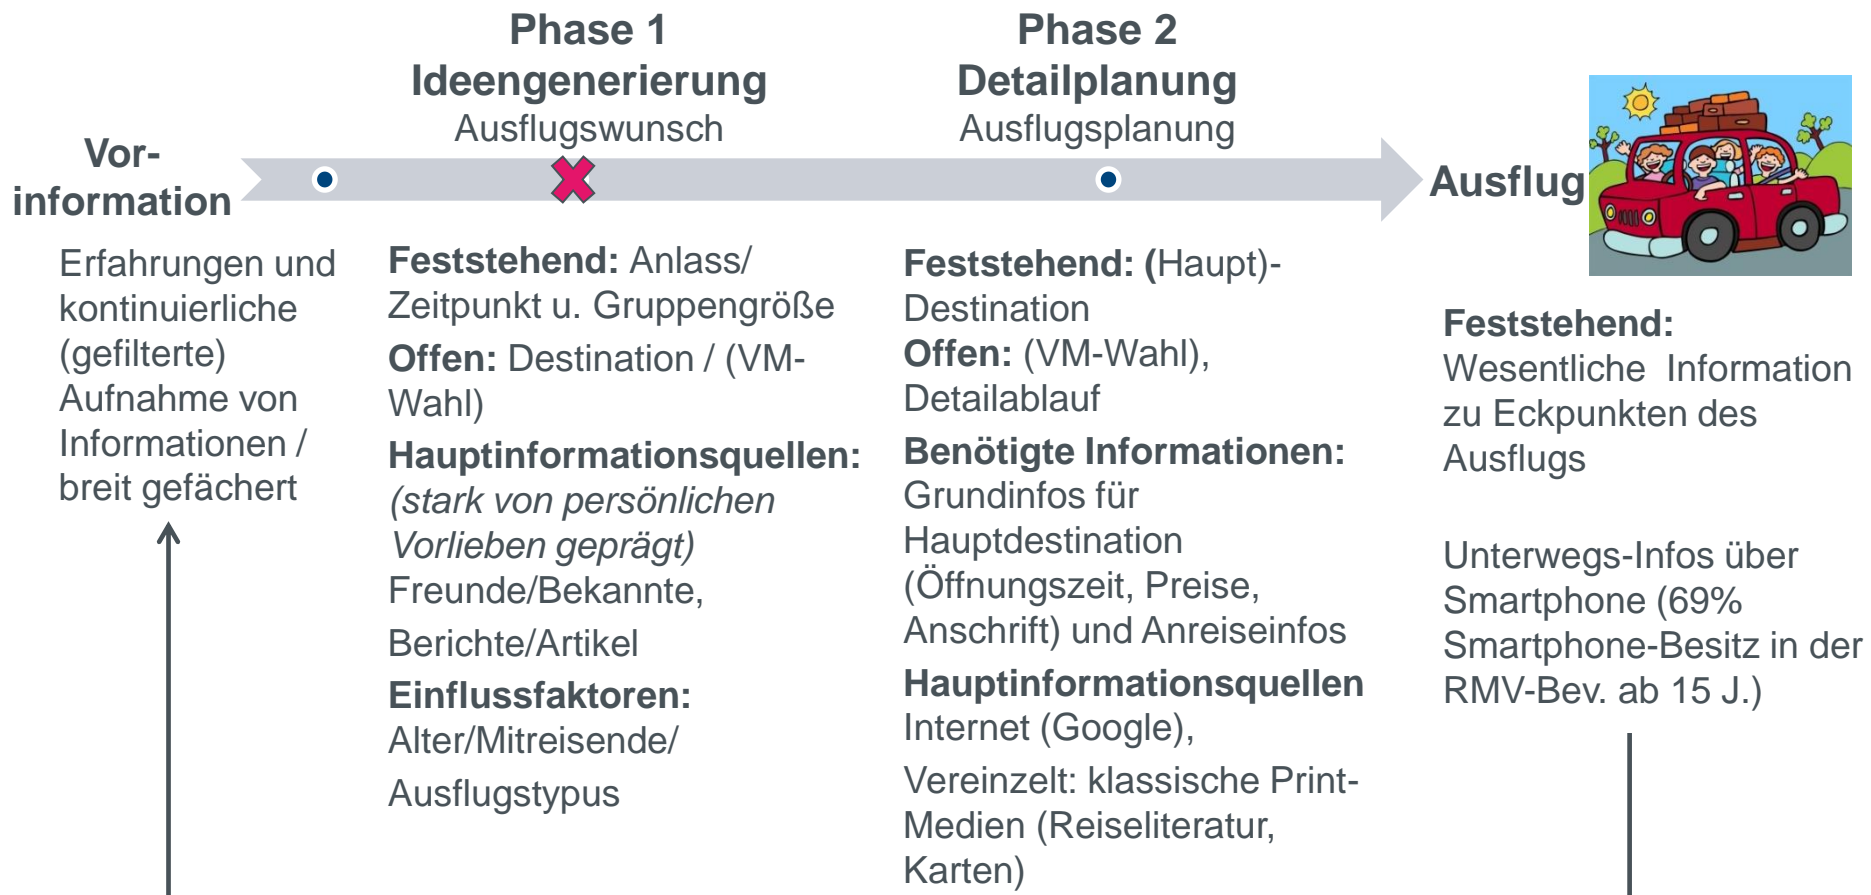 Vor-
information
Erfahrungen und
kontinuierliche
(gefilterte)
Aufnahme von
Informationen /
breit gefächert
Phase 1
Ideengenerierung
Ausflugswunsch
Feststehend: Anlass/
Zeitpunkt u. Gruppengröße
Offen: Destination / (VM-
Wahl)
Hauptinformationsquellen:
(stark von persönlichen
Vorlieben geprägt)
Freunde/Bekannte,
Berichte/Artikel
Einflussfaktoren:
Alter/Mitreisende/
Ausflugstypus
Phase 2
Detailplanung
Ausflugsplanung
Feststehend: (Haupt)-
Destination
Offen: (VM-Wahl),
Detailablauf
Benötigte Informationen:
Grundinfos für
Hauptdestination
(Öffnungszeit, Preise,
Anschrift) und Anreiseinfos
Hauptinformationsquellen
Internet (Google),
Vereinzelt: klassische Print-
Medien (Reiseliteratur,
Karten)
Ausflug
Feststehend:
Wesentliche Information
zu Eckpunkten des
Ausflugs
Unterwegs-Infos über
Smartphone (69%
Smartphone-Besitz in der
RMV-Bev. ab 15 J.)